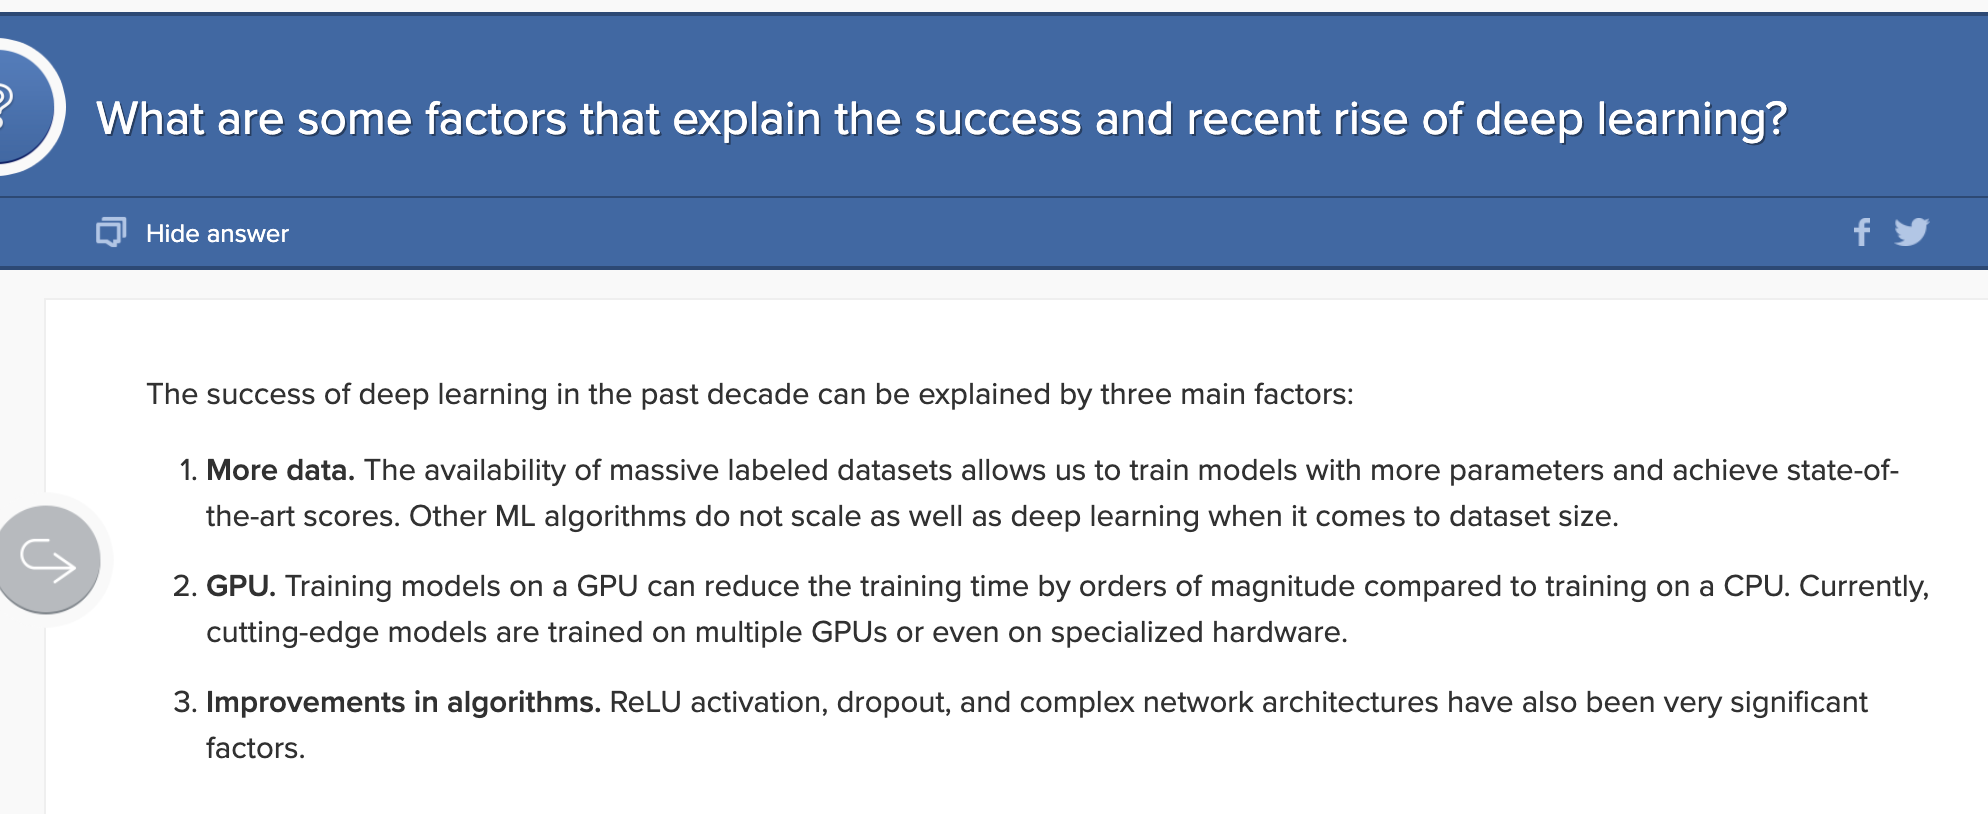 ?
What are some factors that explain the success and recent rise of deep learning?
Hide answer
The success of deep learning in the past decade can be explained by three main factors:
1. More data. The availability of massive labeled datasets allows us to train models with more parameters and achieve state-of-
the-art scores. Other ML algorithms do not scale as well as deep learning when it comes to dataset size.
2. GPU. Training models on a GPU can reduce the training time by orders of magnitude compared to training on a CPU. Currently,
cutting-edge models are trained on multiple GPUs or even on specialized hardware.
3. Improvements in algorithms. ReLU activation, dropout, and complex network architectures have also been very significant
factors.